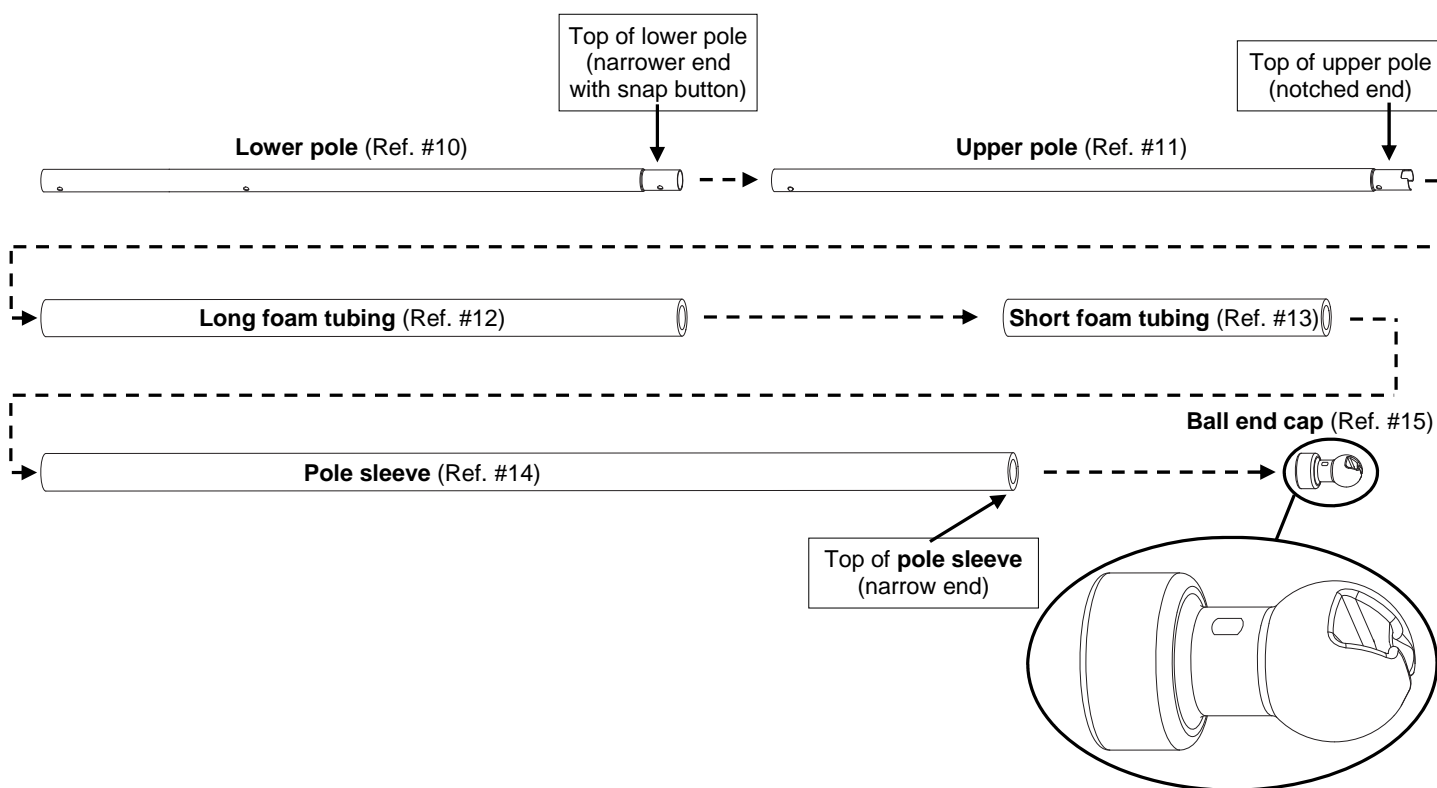 Top of lower pole
(narrower end
with snap button)
Top of upper pole
(notched end)
Lower pole (Ref. #10)
Upper pole (Ref. #11)
Long foam tubing (Ref. #12)
Short foam tubing (Ref. #13)
Ball end cap (Ref. #15)
Pole sleeve (Ref. #14)
Top of pole sleeve
(narrow end)